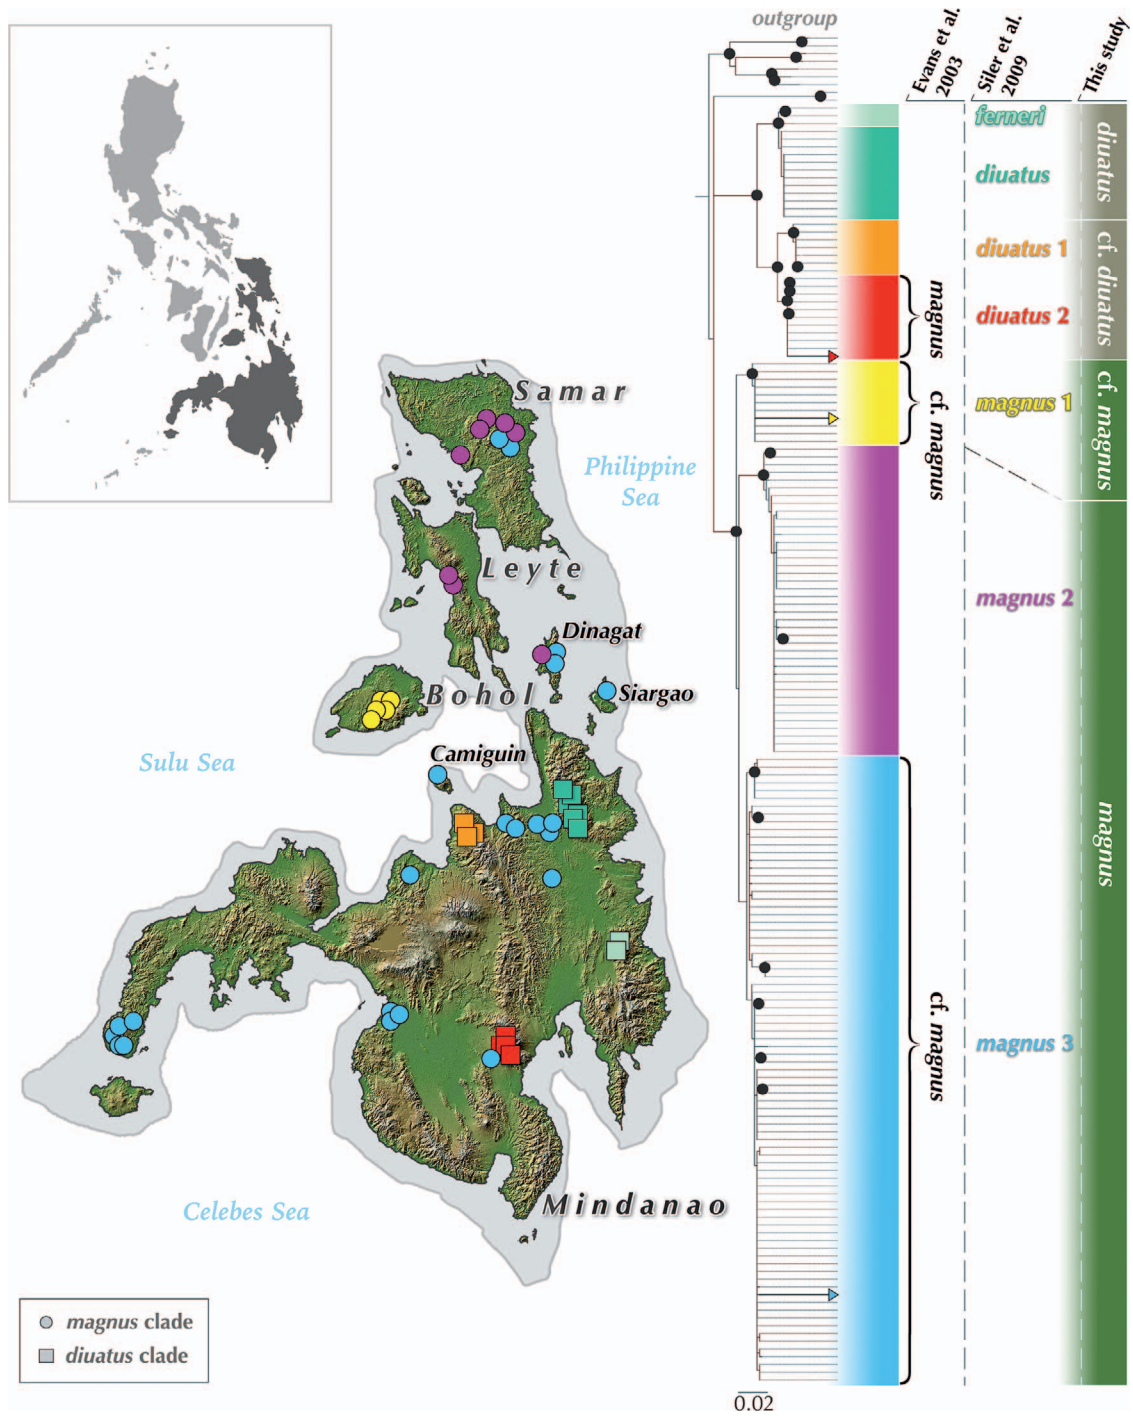 outgroup
Evans et al.
2003
Siler et al.
2009
This study
ferneri
diuatus
diuatus
diuatus 1
cf. diuatus
magnus
diuatus 2
cf. magnus
magnus 1
cf. magnus
magnus 2
magnus
cf. magnus
magnus 3
0.02
Samar
Philippine
Sea
Leyte
Dinagat
Bohol
Siargao
Sulu Sea
Camiguin
Celebes Sea
Mindanao
magnus clade
diuatus clade